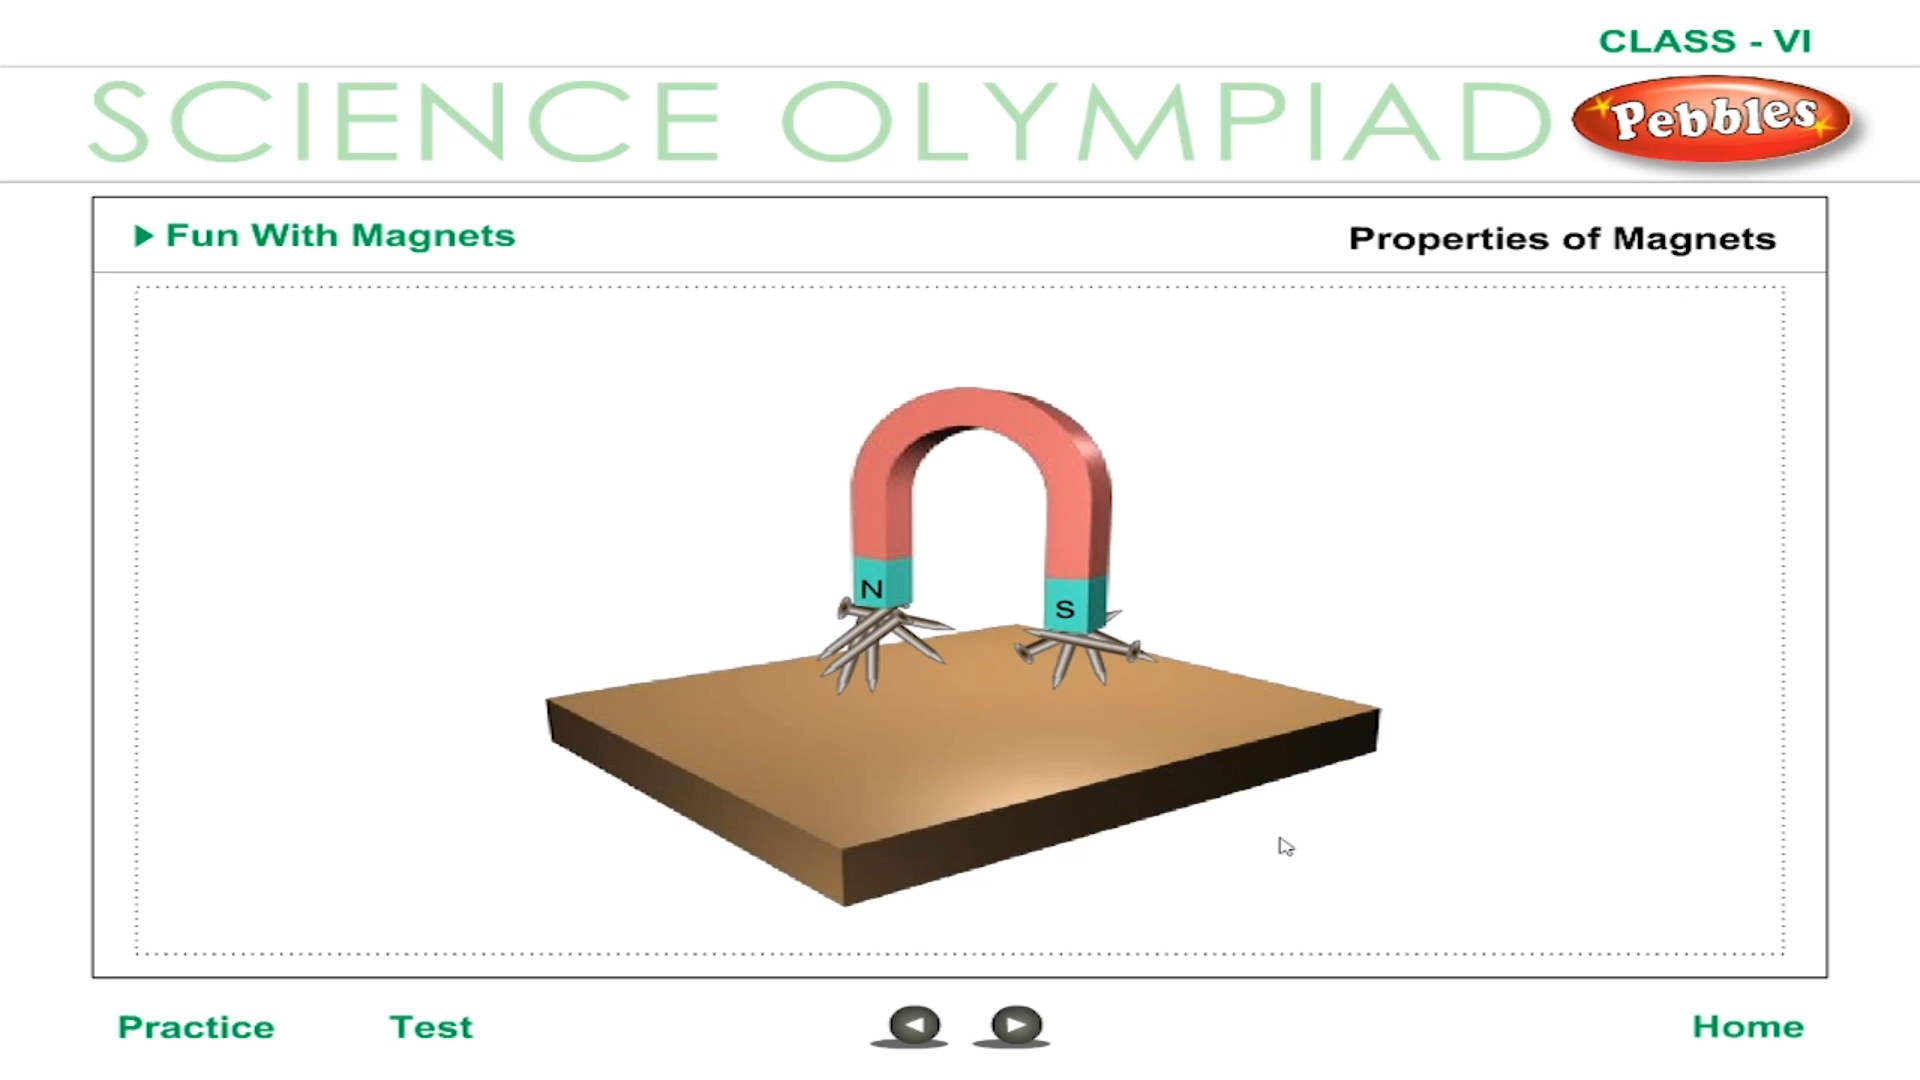 CLASS - VI
SCIENCE OLYMPIAD
Pebbles
Fun With Magnets
Properties of Magnets
N
S
Practice
Test
Home